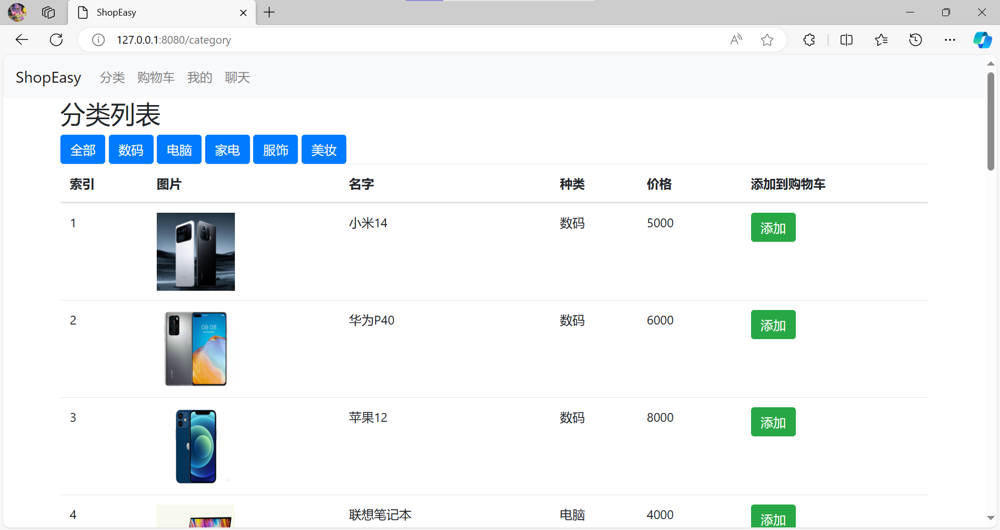 ShopEasy
127.0.0.1:8080/category
ShopEasy 分类 购物车 我的 聊天
分类列表
全部 数码 电脑 家电 服饰 美妆
索引 图片 名字 种类 价格 添加到购物车
1 小米14 数码 5000 添加
2 华为P40 数码 6000 添加
08:08
3 苹果12 数码 8000 添加
4 联想笔记本 电脑 4000 添加